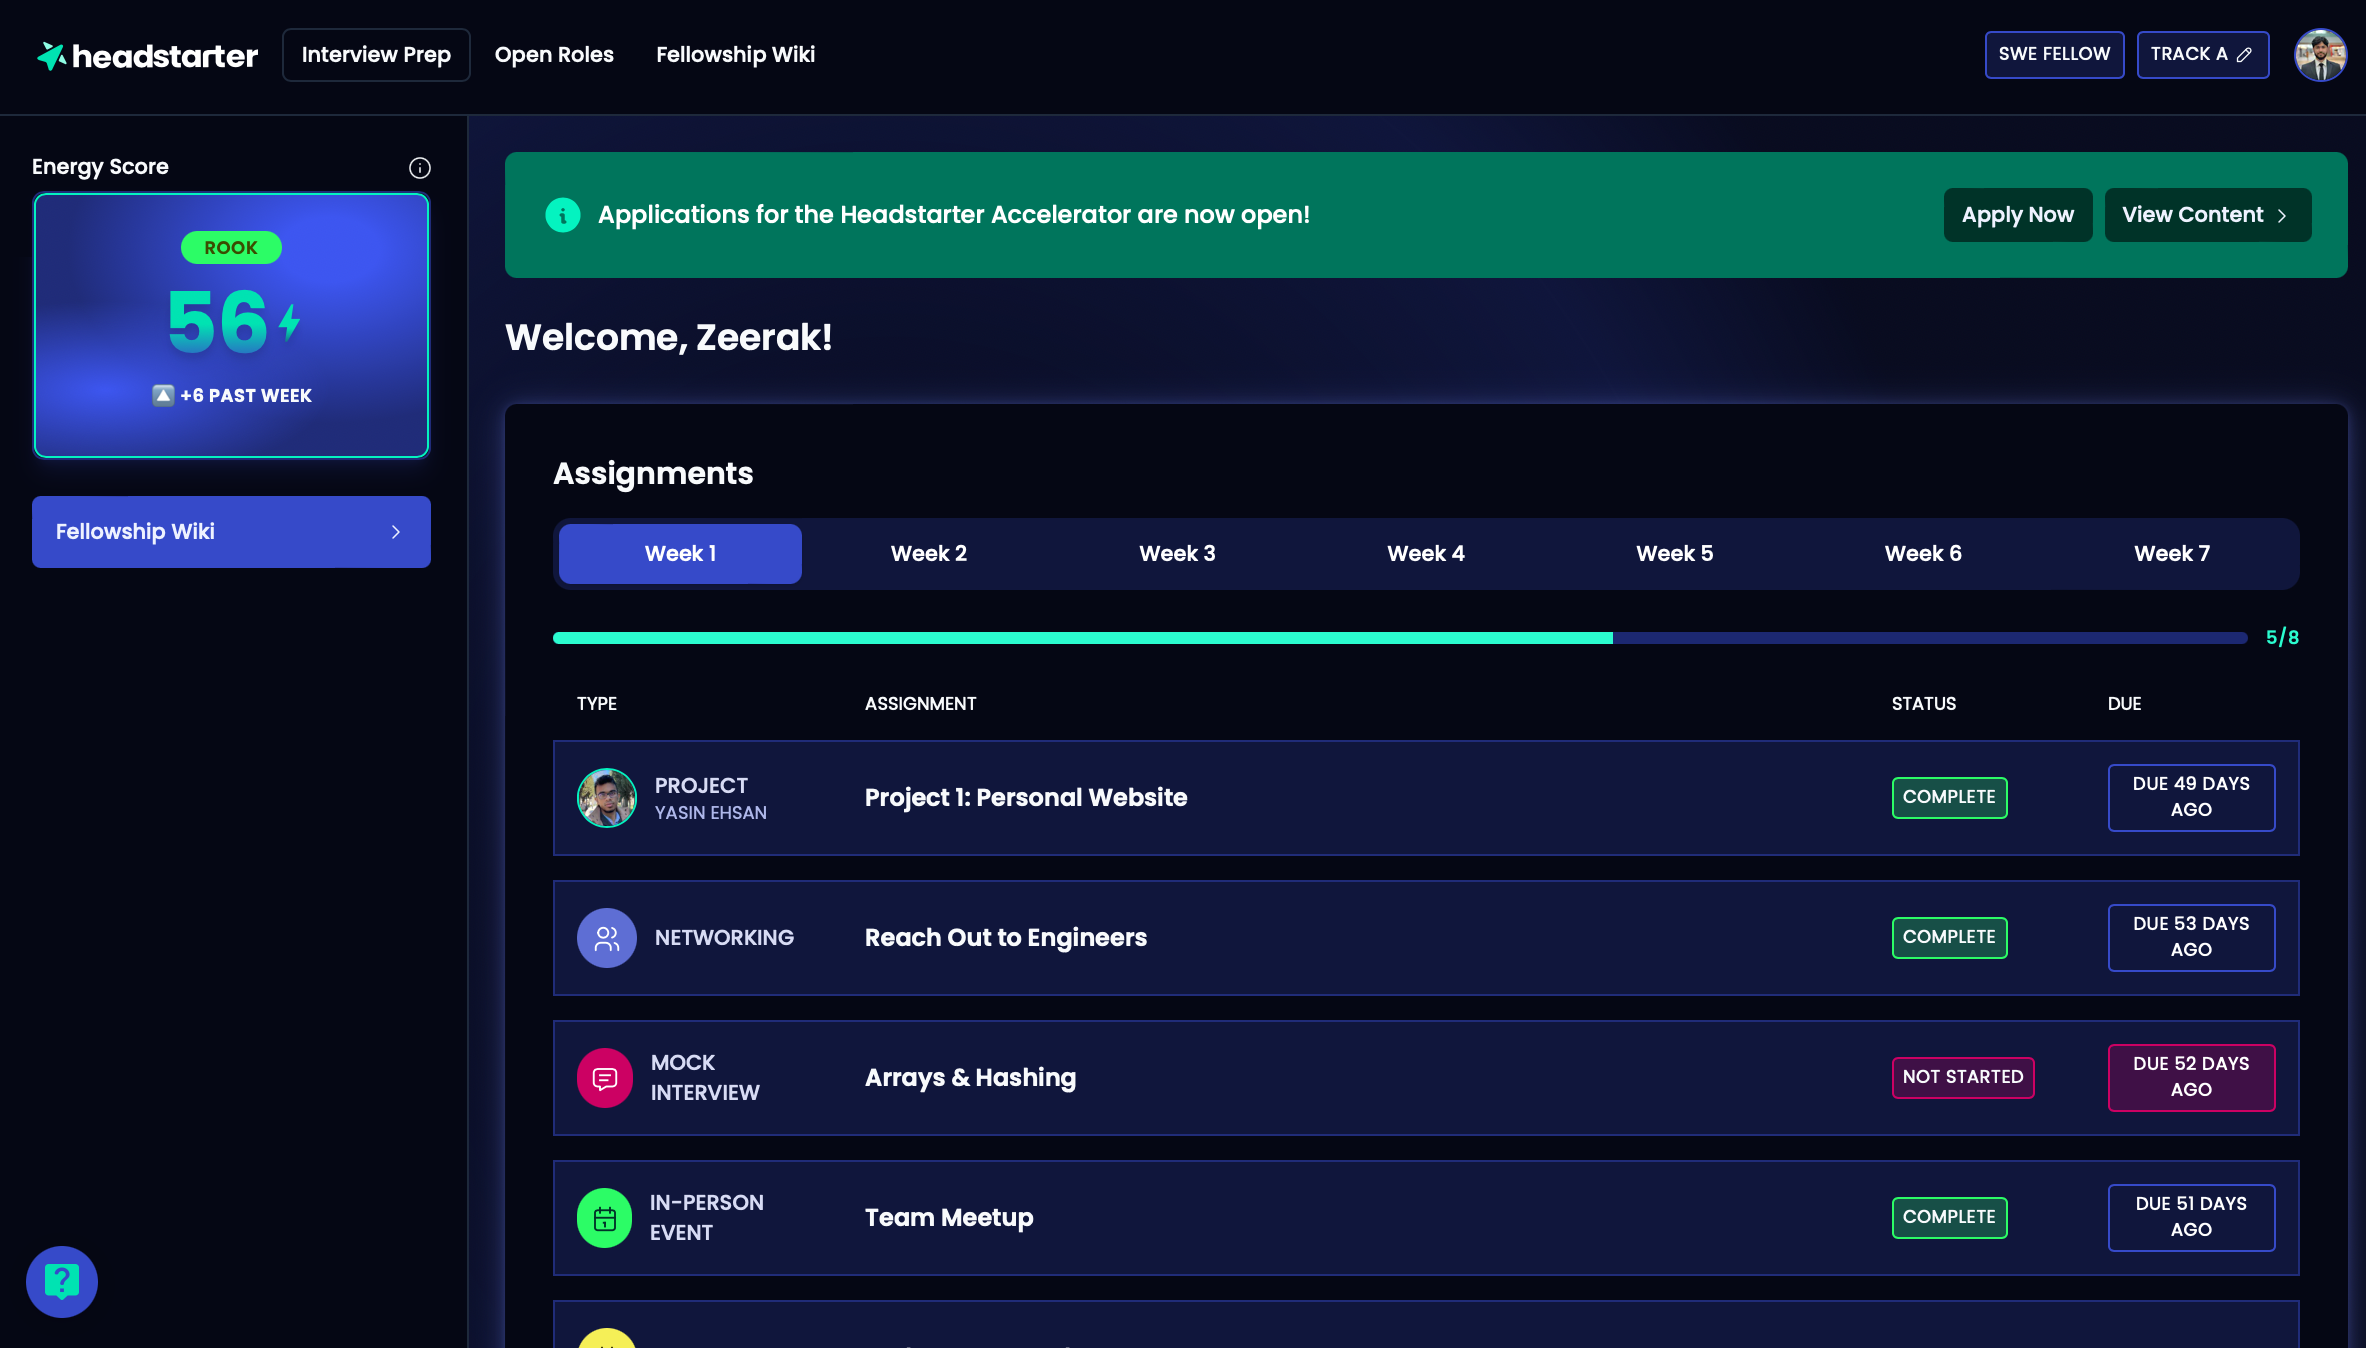 headstarter
Interview Prep
Open Roles
Fellowship Wiki
SWE FELLOW
TRACK A
Energy Score
ROOK
56
+6 PAST WEEK
Fellowship Wiki
Applications for the Headstarter Accelerator are now open!
Apply Now
View Content
Welcome, Zeerak!
Assignments
Week 1
Week 2
Week 3
Week 4
Week 5
Week 6
Week 7
5/8
TYPE
ASSIGNMENT
STATUS
DUE
PROJECT
YASIN EHSAN
Project 1: Personal Website
COMPLETE
DUE 49 DAYS
AGO
NETWORKING
Reach Out to Engineers
COMPLETE
DUE 53 DAYS
AGO
MOCK
INTERVIEW
Arrays & Hashing
NOT STARTED
DUE 52 DAYS
AGO
IN-PERSON
EVENT
Team Meetup
COMPLETE
DUE 51 DAYS
AGO